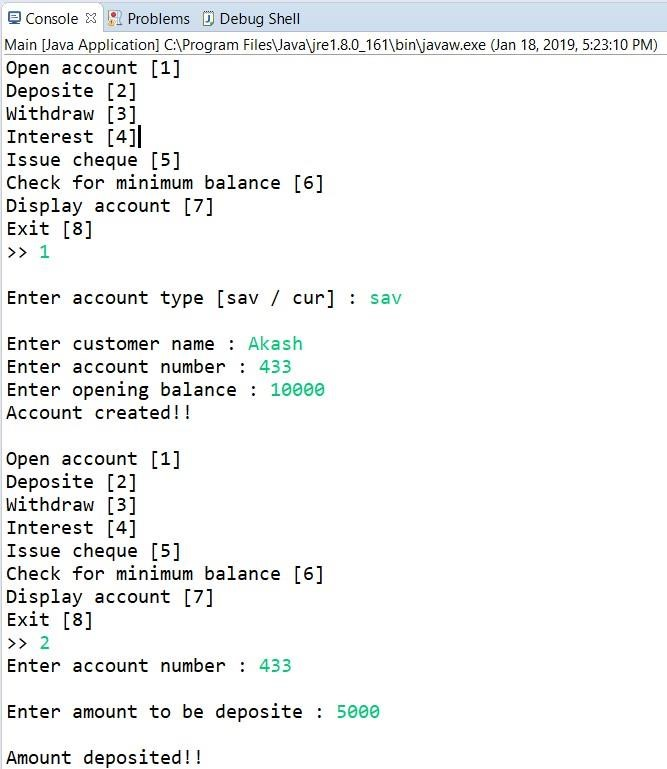 Console Problems Debug Shell
Main [Java Application] C:\Program Files\Java\jre1.8.0_161\bin\javaw.exe (Jan 18, 2019, 5:23:10 PM)
Open account [1]
Deposite [2]
Withdraw [3]
Interest [4]
Issue cheque [5]
Check for minimum balance [6]
Display account [7]
Exit [8]
>> 1
Enter account type [sav / cur] : sav
Enter customer name : Akash
Enter account number : 433
Enter opening balance : 10000
Account created!!
Open account [1]
Deposite [2]
Withdraw [3]
Interest [4]
Issue cheque [5]
Check for minimum balance [6]
Display account [7]
Exit [8]
>> 2
Enter account number : 433
Enter amount to be deposite : 5000
Amount deposited!!